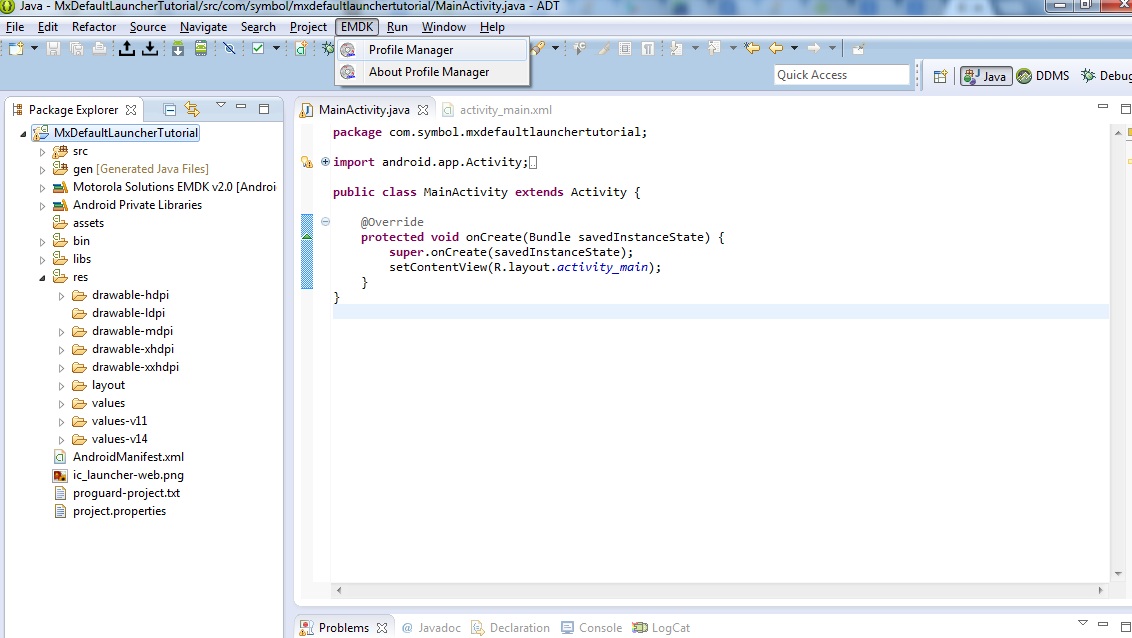 Java - MxDefaultLauncherTutorial/src/com/symbol/mxdefaultlaunchertutorial/MainActivity.java - ADT
File Edit Refactor Source Navigate Search Project EMDK Run Window Help
Profile Manager
About Profile Manager
Quick Access
Java
DDMS
Debug
Package Explorer
MxDefaultLauncherTutorial
src
gen [Generated Java Files]
Motorola Solutions EMDK v2.0 [Androi
Android Private Libraries
assets
bin
libs
res
drawable-hdpi
drawable-ldpi
drawable-mdpi
drawable-xhdpi
drawable-xxhdpi
layout
values
values-v11
values-v14
AndroidManifest.xml
ic_launcher-web.png
proguard-project.txt
project.properties
MainActivity.java
activity_main.xml
package com.symbol.mxdefaultlaunchertutorial;
import android.app.Activity;
public class MainActivity extends Activity {
@Override
protected void onCreate(Bundle savedInstanceState) {
super.onCreate(savedInstanceState);
setContentView(R.layout.activity_main);
}
}
Problems @ Javadoc Declaration Console LogCat